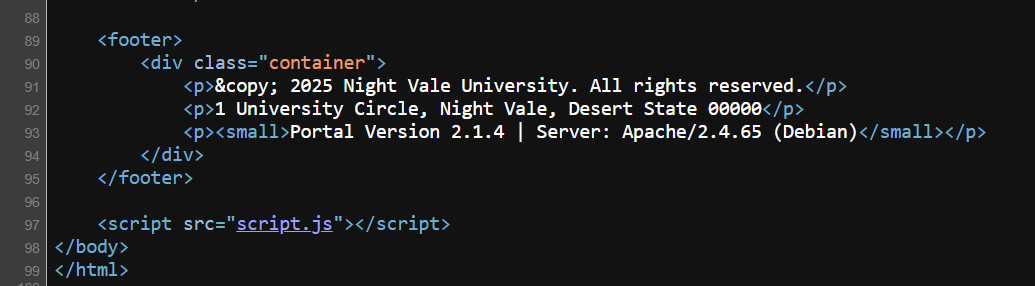 88
89 <footer>
90 <div class="container">
91 <p>&copy; 2025 Night Vale University. All rights reserved.</p>
92 <p>1 University Circle, Night Vale, Desert State 00000</p>
93 <p><small>Portal Version 2.1.4 | Server: Apache/2.4.65 (Debian)</small></p>
94 </div>
95 </footer>
96
97 <script src="script.js"></script>
98 </body>
99 </html>